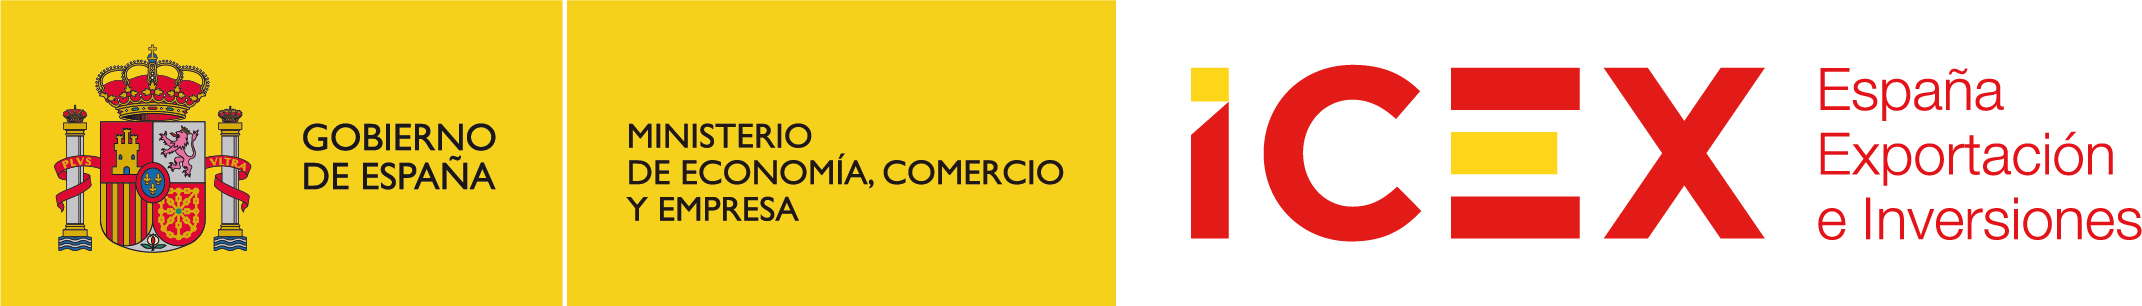 PLVS
VLTRA
GOBIERNO
DE ESPAÑA
MINISTERIO
DE ECONOMÍA, COMERCIO
Y EMPRESA
iCEX
España
Exportación
e Inversiones